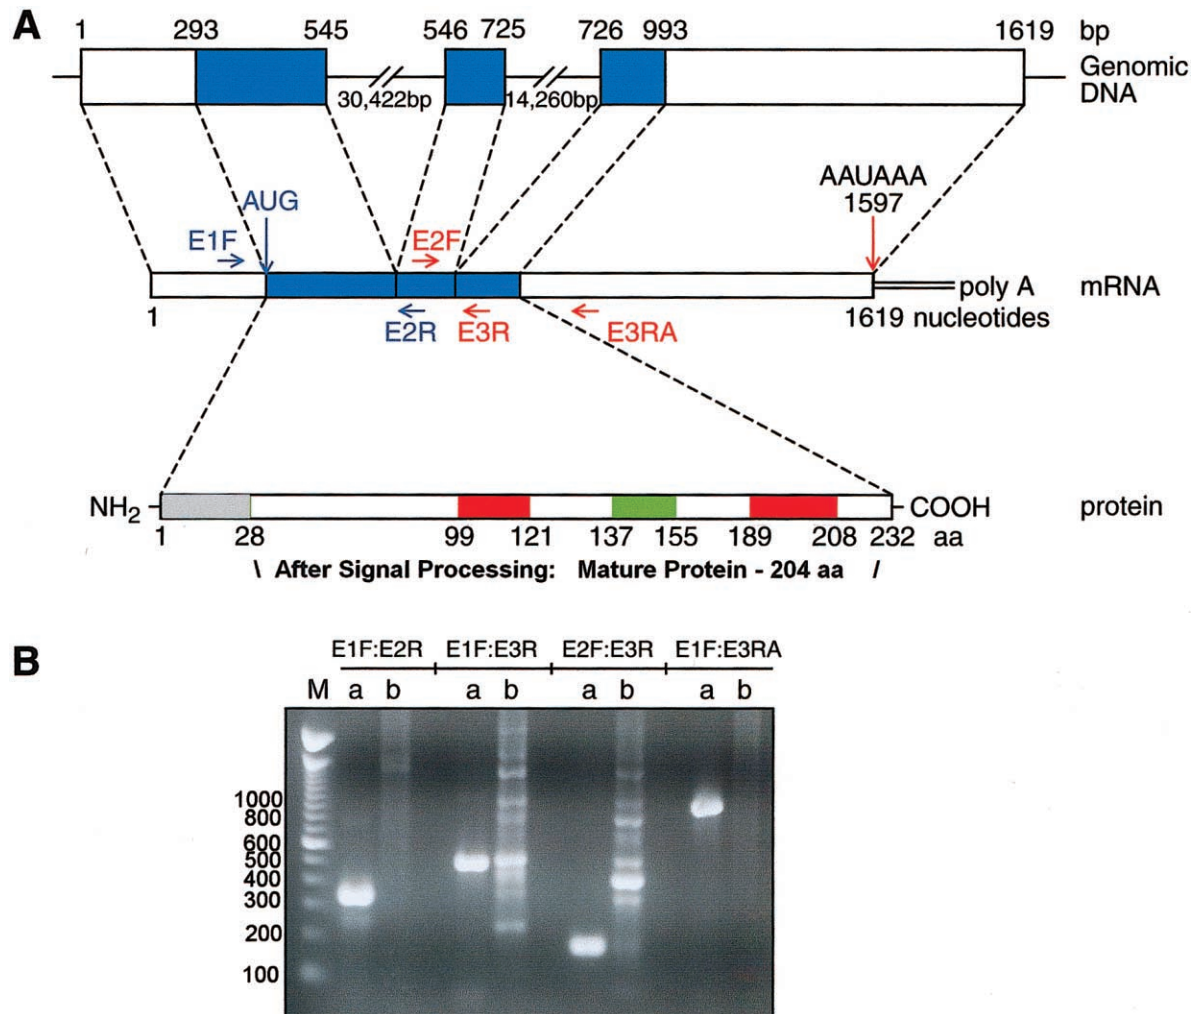 A
1 293 545 546 725 726 993 1619 bp
Genomic
DNA
30,422bp 14,260bp
AUG
AAUAAA
1597
E1F E2F
poly A mRNA
1 1619 nucleotides
E2R E3R E3RA
NH2 COOH protein
1 28 99 121 137 155 189 208 232 aa
\ After Signal Processing: Mature Protein - 204 aa /
B
E1F:E2R E1F:E3R E2F:E3R E1F:E3RA
M a b a b a b a b
1000
800
600
500
400
300
200
100